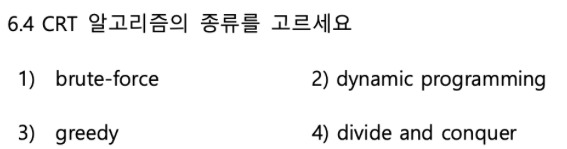 6.4 CRT 알고리즘의 종류를 고르세요
1) brute-force 2) dynamic programming
3) greedy 4) divide and conquer